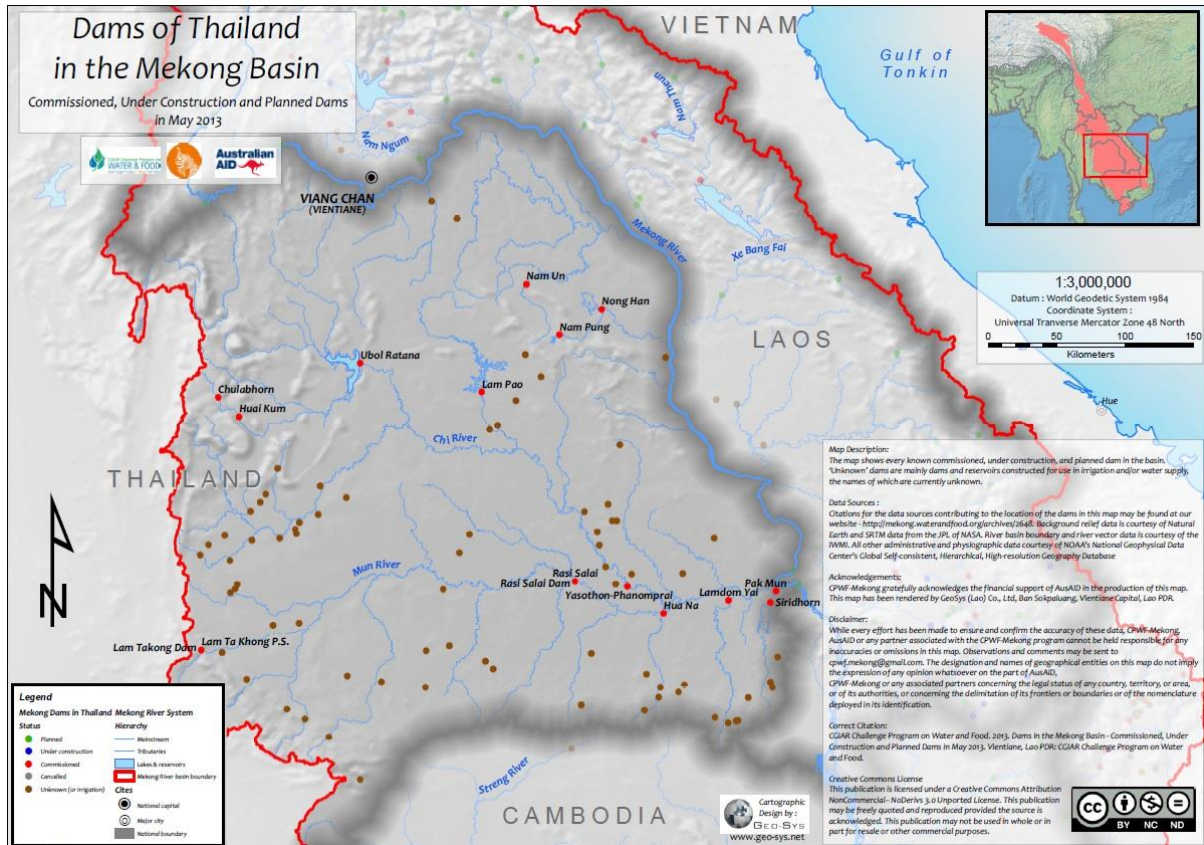 Dams of Thailand
in the Mekong Basin
Commissioned, Under Construction and Planned Dams
in May 2013
WATER & FOOD
Australian
AID
VIETNAM
Gulf of
Tonkin
Nam Ngum
Nam Theun
VIANG CHAN
(VIENTIANE)
Mekong River
Xe Bang Fai
Nam Un
Nong Han
Nam Pung
LAOS
1:3,000,000
Datum : World Geodetic System 1984
Coordinate System :
Universal Tranverse Mercator Zone 48 North
0 50 100 150
Kilometers
Ubol Ratana
Lam Pao
Chulabhorn
Huai Kum
Hue
Chi River
THAILAND
Mun River
Rasi Salai
Rasi Salai Dam
Yasothon-Phanomprai
Hua Na
Lamdom Yai
Pak Mun
Siridhorn
Lam Takong Dam
Lam Ta Khong P.S.
Streng River
CAMBODIA
Map Description:
The map shows every known commissioned, under construction, and planned dam in the basin.
'Unknown' dams are mainly dams and reservoirs constructed for use in irrigation and/or water supply,
the names of which are currently unknown.
Data Sources :
Citations for the data sources contributing to the location of the dams in this map may be found at our
website - http://mekong.waterandfood.org/archives/2648. Background relief data is courtesy of Natural
Earth and SRTM data from the JPL of NASA. River basin boundary and river vector data is courtesy of the
IWMI. All other administrative and physiographic data courtesy of NOAA's National Geophysical Data
Center's Global Self-consistent, Hierarchical, High-resolution Geography Database
Acknowledgements:
CPWF-Mekong gratefully acknowledges the financial support of AusAID in the production of this map.
This map has been rendered by GeoSys (Lao) Co., Ltd, Ban Sokpaluang, Vientiane Capital, Lao PDR.
Disclaimer:
While every effort has been made to ensure and confirm the accuracy of these data, CPWF-Mekong,
AusAID or any partner associated with the CPWF-Mekong program cannot be held responsible for any
inaccuracies or omissions in this map. Observations and comments may be sent to
cpwf.mekong@gmail.com. The designation and names of geographical entities on this map do not imply
the expression of any opinion whatsoever on the part of AusAID,
CPWF-Mekong or any associated partners concerning the legal status of any country, territory, or area,
or of its authorities, or concerning the delimitation of its frontiers or boundaries or of the nomenclature
deployed in its identification.
Correct Citation:
CGIAR Challenge Program on Water and Food. 2013. Dams in the Mekong Basin - Commissioned, Under
Construction and Planned Dams in May 2013. Vientiane, Lao PDR: CGIAR Challenge Program on Water
and Food.
Creative Commons License
This publication is licensed under a Creative Commons Attribution
NonCommercial- NoDerivs 3.0 Unported License. This publication
may be freely quoted and reproduced provided the source is
acknowledged. This publication may not be used in whole or in
part for resale or other commercial purposes.
cc
BY NC ND
Cartographic
Design by :
GEO-SYS
www.geo-sys.net
N
Legend
Mekong Dams in Thailand
Status
Planned
Under construction
Commissioned
Cancelled
Unknown (or irrigation)
Mekong River System
Hierarchy
Mainstream
Tributaries
Lakes & reservoirs
Mekong River basin boundary
Cites
National capital
Major city
National boundary